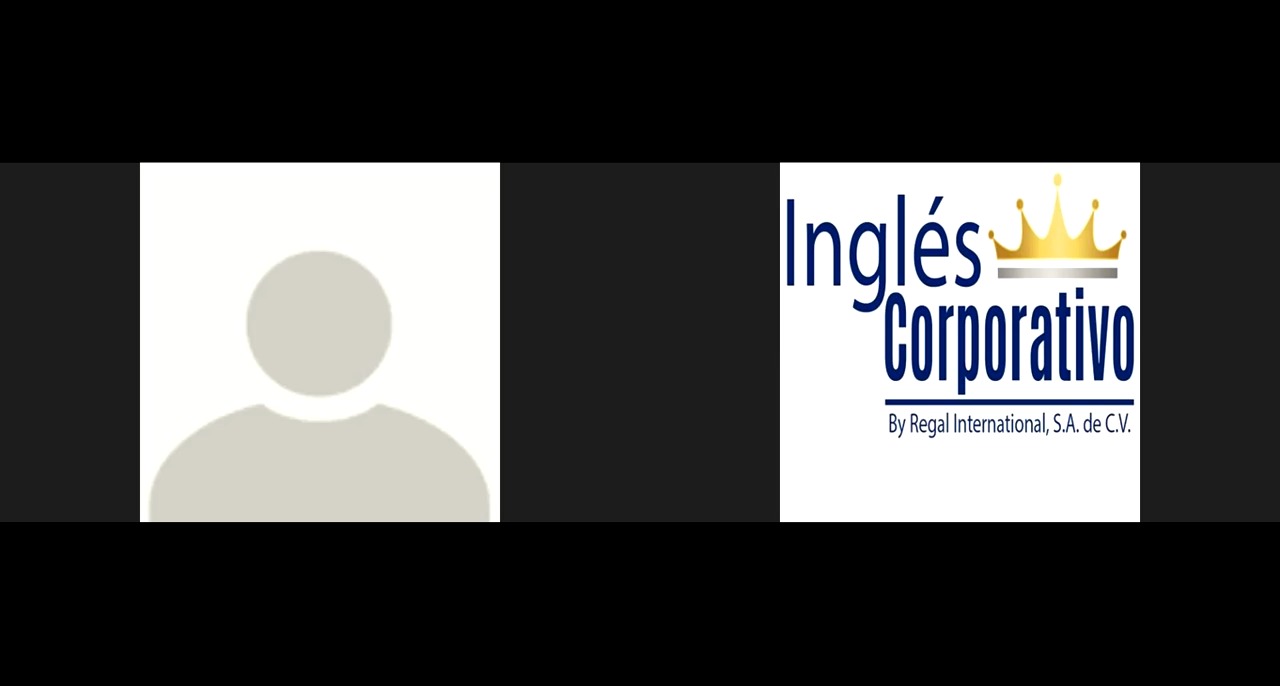 Inglés
Corporativo
By Regal International, S.A. de C.V.